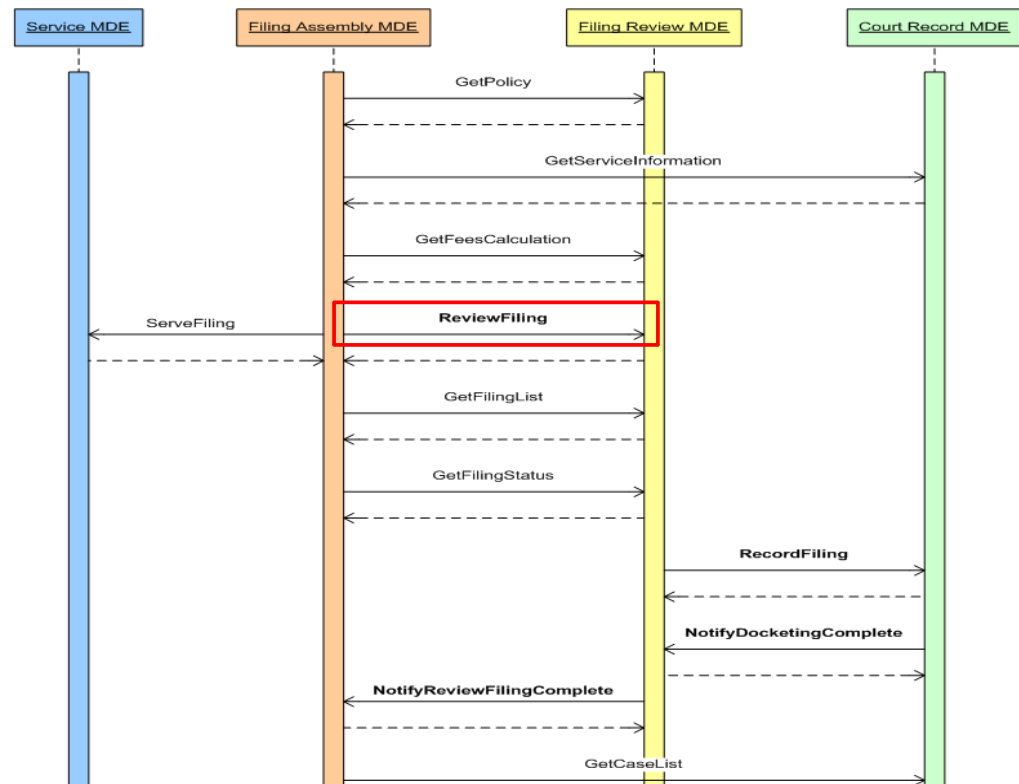 Service MDE
Filing Assembly MDE
Filing Review MDE
Court Record MDE
GetPolicy
GetServiceInformation
GetFeesCalculation
ServeFiling
ReviewFiling
GetFilingList
GetFilingStatus
RecordFiling
NotifyDocketingComplete
NotifyReviewFilingComplete
GetCaseList